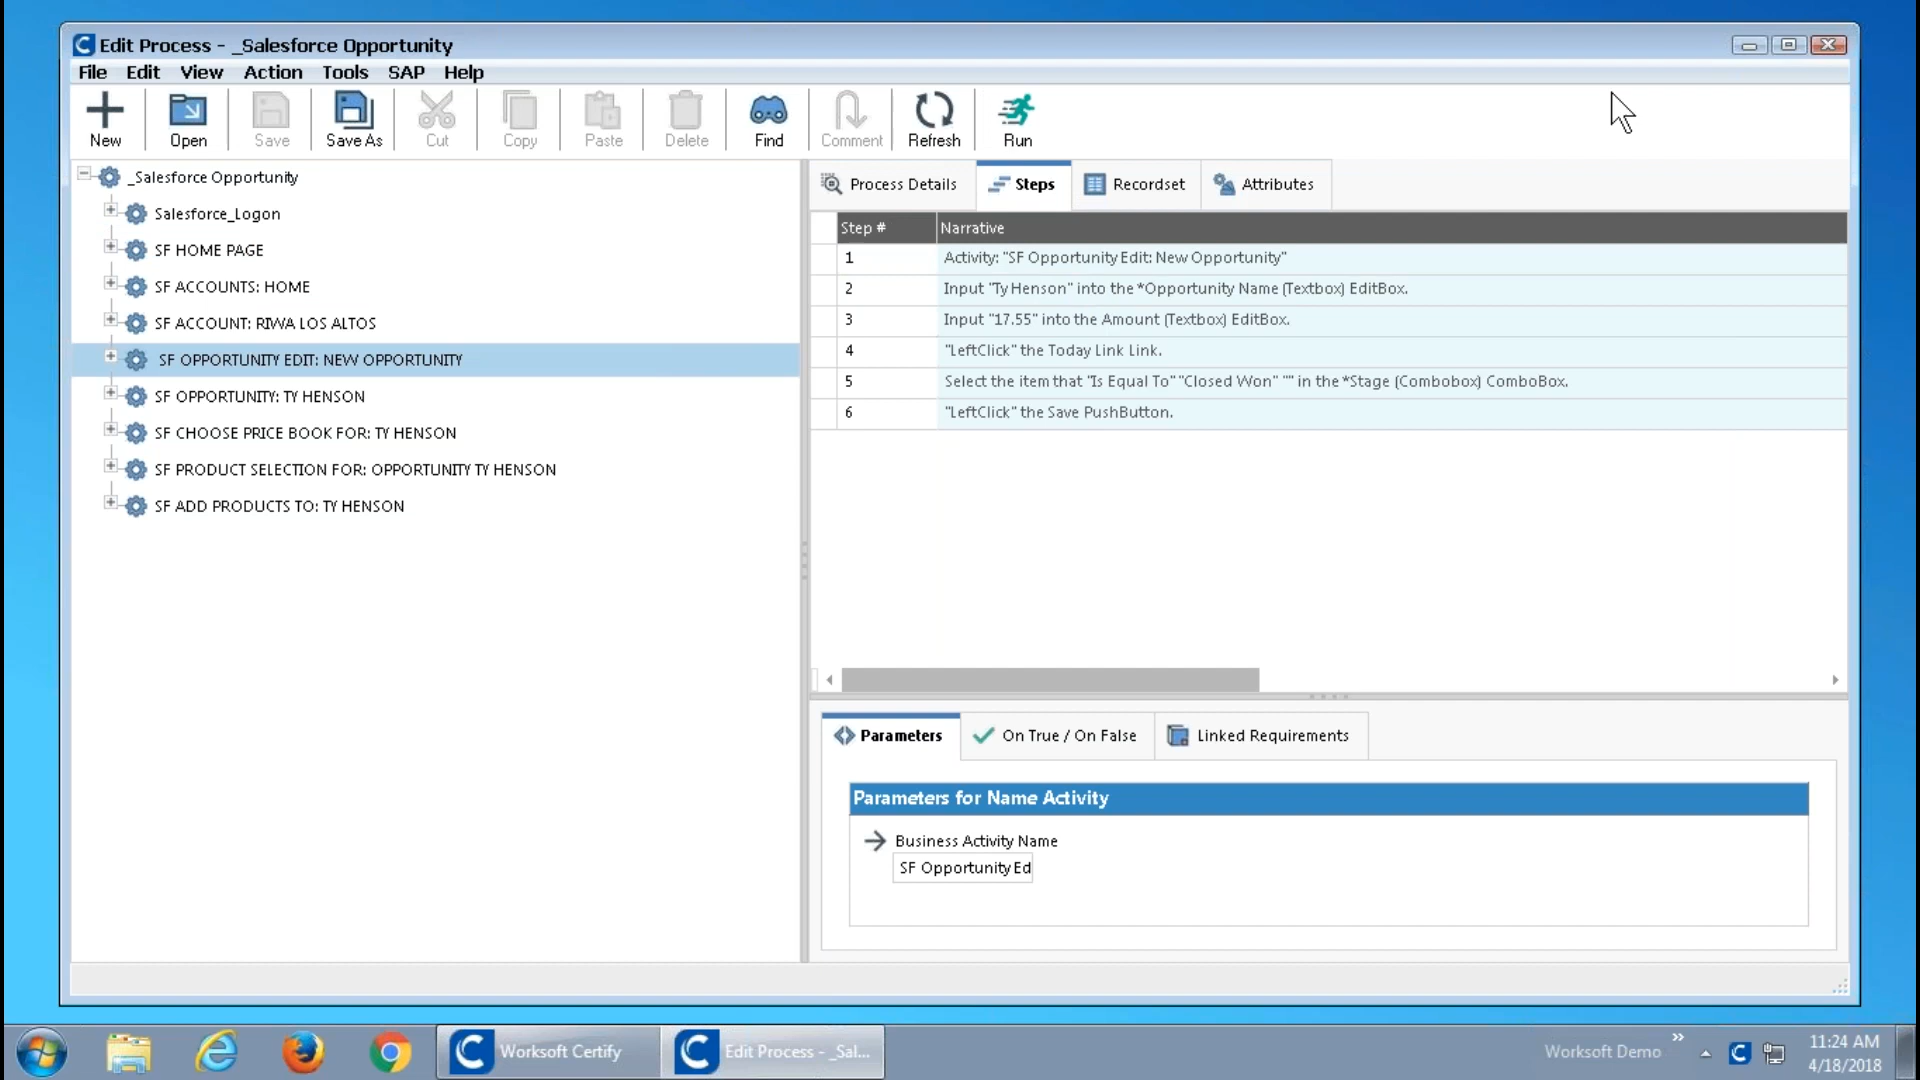 Edit Process - _Salesforce Opportunity
File Edit View Action Tools SAP Help
New Open Save Save As Cut Copy Paste Delete Find Comment Refresh Run
_Salesforce Opportunity
Salesforce_Logon
SF HOME PAGE
SF ACCOUNTS: HOME
SF ACCOUNT: RIWA LOS ALTOS
SF OPPORTUNITY EDIT: NEW OPPORTUNITY
SF OPPORTUNITY: TY HENSON
SF CHOOSE PRICE BOOK FOR: TY HENSON
SF PRODUCT SELECTION FOR: OPPORTUNITY TY HENSON
SF ADD PRODUCTS TO: TY HENSON
Process Details Steps Recordset Attributes
Step # Narrative
1 Activity: "SF Opportunity Edit: New Opportunity"
2 Input "Ty Henson" into the *Opportunity Name (Textbox) EditBox.
3 Input "17.55" into the Amount (Textbox) EditBox.
4 "LeftClick" the Today Link Link.
5 Select the item that "Is Equal To" "Closed Won" "" in the *Stage (Combobox) ComboBox.
6 "LeftClick" the Save PushButton.
Parameters On True / On False Linked Requirements
Parameters for Name Activity
Business Activity Name
SF Opportunity Ed
Worksoft Certify Edit Process - _Sal... Worksoft Demo 11:24 AM
4/18/2018